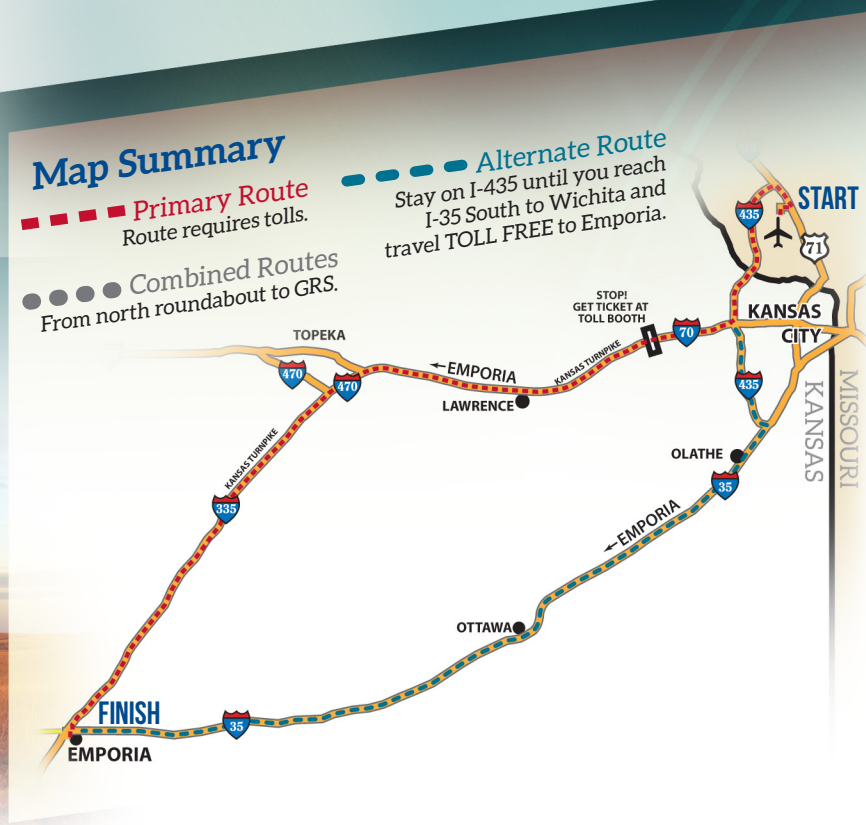 Map Summary
Primary Route
Route requires tolls.
Combined Routes
From north roundabout to GRS.
Alternate Route
Stay on I-435 until you reach
I-35 South to Wichita and
travel TOLL FREE to Emporia.
START
435
71
STOP!
GET TICKET AT
TOLL BOOTH
70
KANSAS
CITY
TOPEKA
470
470
EMPORIA
KANSAS TURNPIKE
LAWRENCE
435
KANSAS
MISSOURI
KANSAS TURNPIKE
335
OLATHE
35
EMPORIA
OTTAWA
FINISH
35
EMPORIA